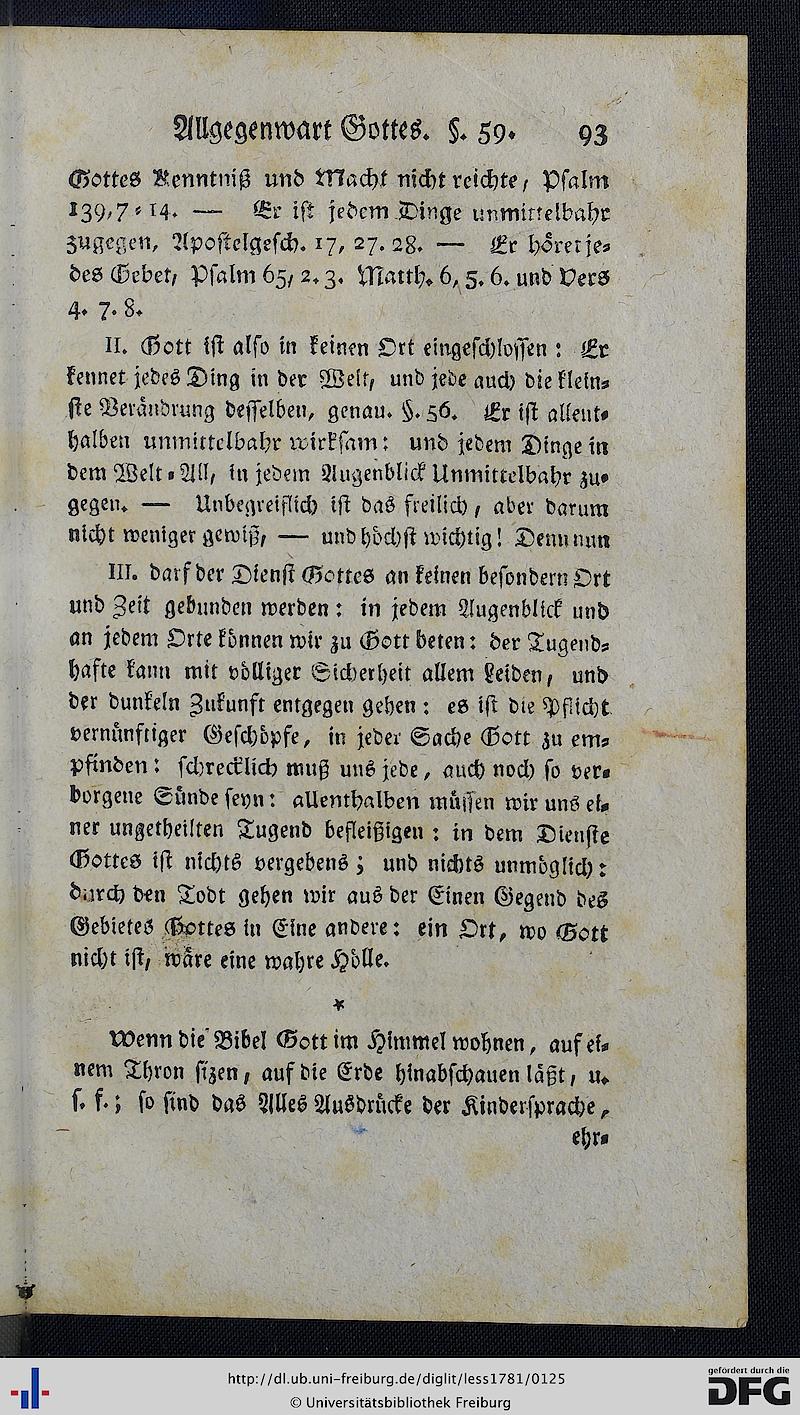 Allgegenwart Gottes. §. 59. 93
Gottes Kenntniß und Macht nicht reichte, Psalm
139,7⸗14. — Er ist jedem Dinge unmittelbahr
zugegen, Apostelgesch. 17, 27. 28. — Er höret je⸗
des Gebet, Psalm 65, 2. 3. Matth. 6, 5. 6. und Vers
4. 7. 8.
II. Gott ist also in keinen Ort eingeschlossen: Er
kennet jedes Ding in der Welt, und jede auch die klein⸗
ste Verändrung desselben, genau. §. 56. Er ist allent⸗
halben unmittelbahr wirksam: und jedem Dinge in
dem Welt⸗All, in jedem Augenblick Unmittelbahr zu⸗
gegen. — Unbegreiflich ist das freilich, aber darum
nicht weniger gewiß, — und höchst wichtig! Denn nun
III. darf der Dienst Gottes an keinen besondern Ort
und Zeit gebunden werden: in jedem Augenblick und
an jedem Orte können wir zu Gott beten: der Tugend⸗
hafte kann mit völliger Sicherheit allem Leiden, und
der dunkeln Zukunft entgegen gehen: es ist die Pflicht
vernünftiger Geschöpfe, in jeder Sache Gott zu em⸗
pfinden: schrecklich muß uns jede, auch noch so ver⸗
borgene Sünde seyn: allenthalben müssen wir uns ei⸗
ner ungetheilten Tugend befleißigen: in dem Dienste
Gottes ist nichts vergebens; und nichts unmöglich:
durch den Todt gehen wir aus der Einen Gegend des
Gebietes Gottes in Eine andere: ein Ort, wo Gott
nicht ist, wäre eine wahre Hölle.
*
Wenn die Bibel Gott im Himmel wohnen, auf ei⸗
nem Thron sizen, auf die Erde hinabschauen läßt, u.
s. f.; so sind das Alles Ausdrücke der Kindersprache,
ehr⸗
http://dl.ub.uni-freiburg.de/diglit/less1781/0125
© Universitätsbibliothek Freiburg
gefördert durch die
DFG